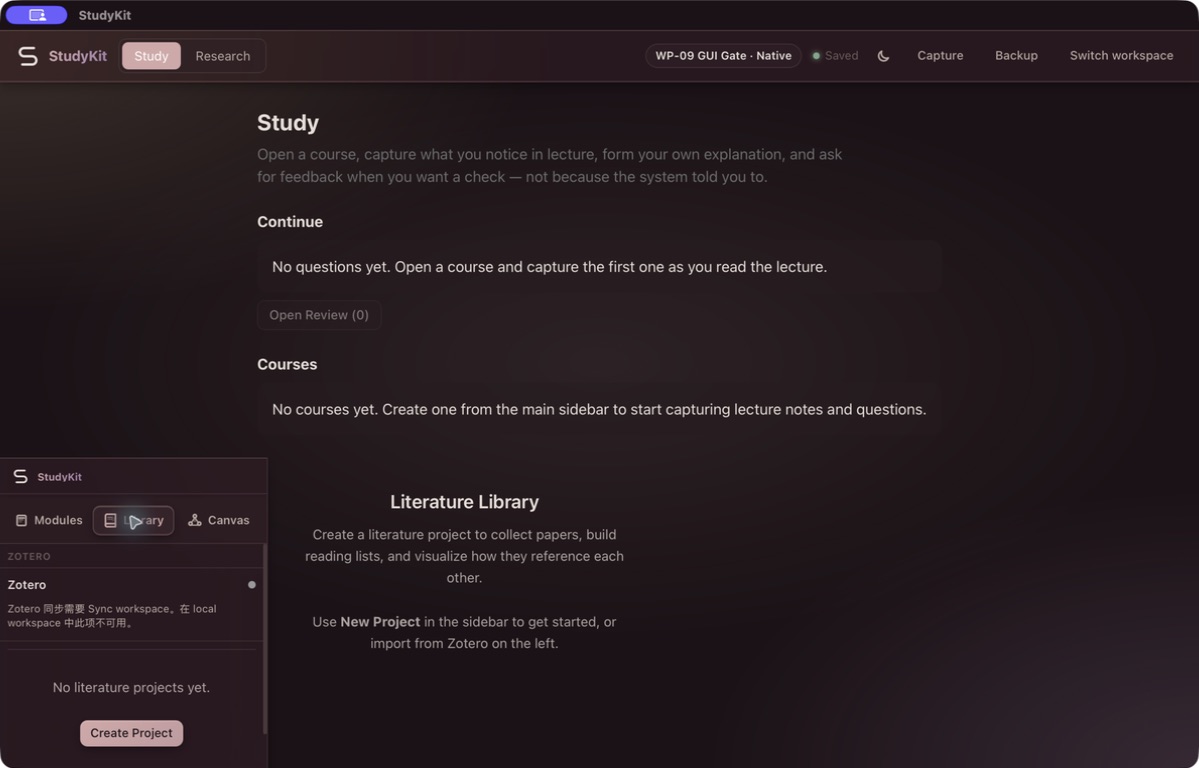 StudyKit
StudyKit
Study
Research
WP-09 GUI Gate · Native
Saved
Capture
Backup
Switch workspace
Study
Open a course, capture what you notice in lecture, form your own explanation, and ask
for feedback when you want a check — not because the system told you to.
Continue
No questions yet. Open a course and capture the first one as you read the lecture.
Open Review (0)
Courses
No courses yet. Create one from the main sidebar to start capturing lecture notes and questions.
StudyKit
Modules
Canvas
ZOTERO
Zotero
Zotero 同步需要 Sync workspace。在 local
workspace 中此项不可用。
No literature projects yet.
Create Project
Literature Library
Create a literature project to collect papers, build
reading lists, and visualize how they reference each
other.
Use New Project in the sidebar to get started, or
import from Zotero on the left.